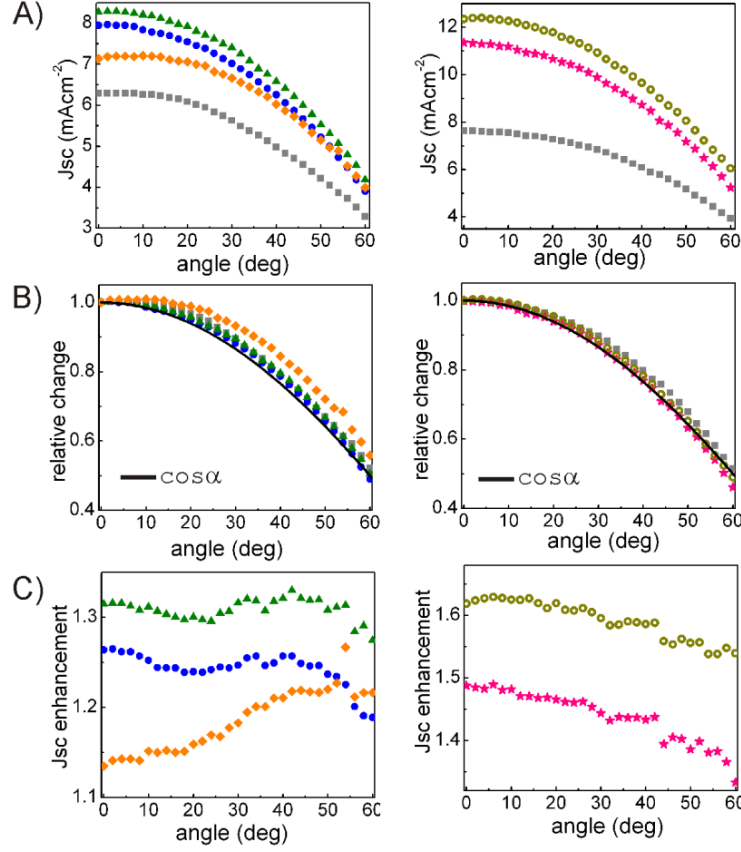 A)
Jsc (mAcm⁻²)
8
7
6
5
4
3
0 10 20 30 40 50 60
angle (deg)
Jsc (mAcm⁻²)
12
10
8
6
4
0 10 20 30 40 50 60
angle (deg)
B)
relative change
1.0
0.8
0.6
0.4
cosα
0 10 20 30 40 50 60
angle (deg)
relative change
1.0
0.8
0.6
0.4
cosα
0 10 20 30 40 50 60
angle (deg)
C)
Jsc enhancement
1.3
1.2
1.1
0 10 20 30 40 50 60
angle (deg)
Jsc enhancement
1.6
1.5
1.4
0 10 20 30 40 50 60
angle (deg)